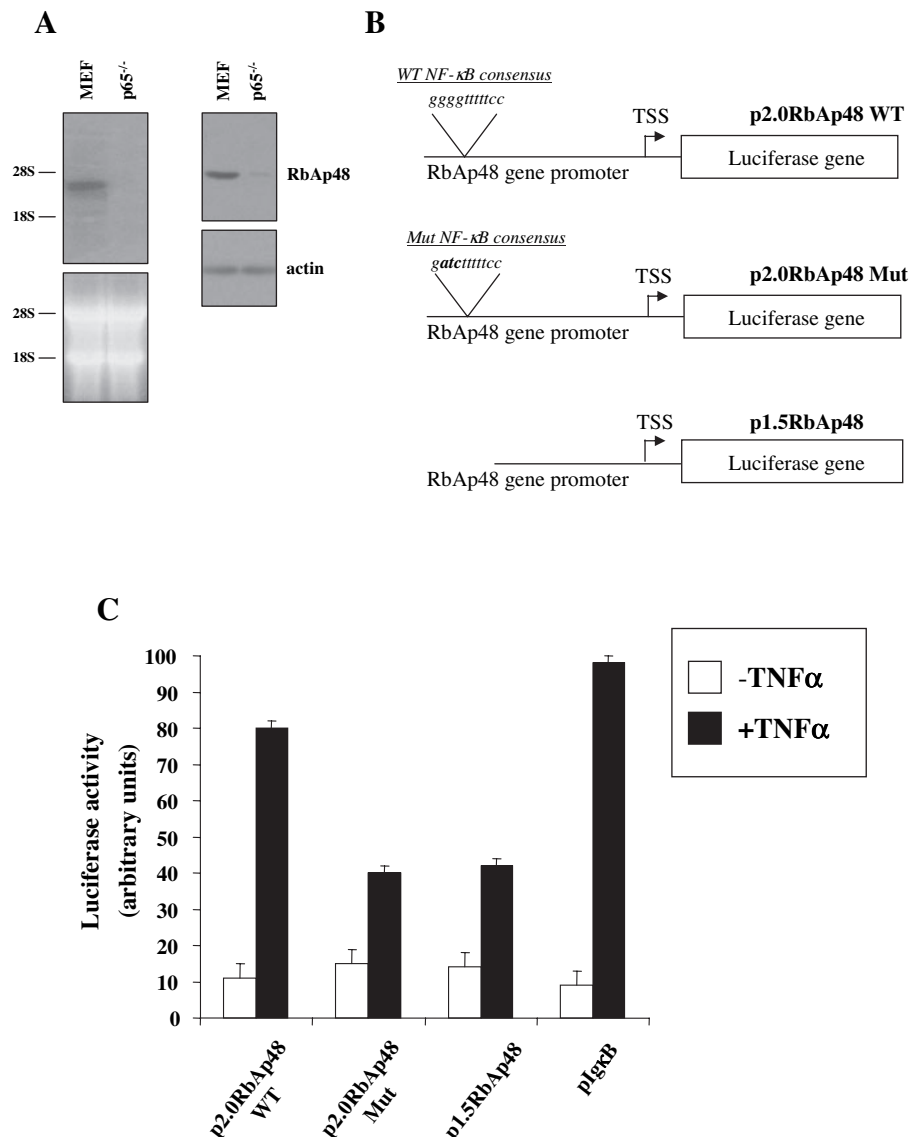 A
MEF
p65-/-
28S
18S
28S
18S
MEF
p65-/-
RbAp48
actin
B
WT NF-κB consensus
ggggtttttcc
TSS
p2.0RbAp48 WT
Luciferase gene
RbAp48 gene promoter
Mut NF-κB consensus
gatctttttcc
TSS
p2.0RbAp48 Mut
Luciferase gene
RbAp48 gene promoter
TSS
p1.5RbAp48
Luciferase gene
RbAp48 gene promoter
C
Luciferase activity
(arbitrary units)
100
90
80
70
60
50
40
30
20
10
0
p2.0RbAp48
WT
p2.0RbAp48
Mut
p1.5RbAp48
pIgκB
-TNFα
+TNFα